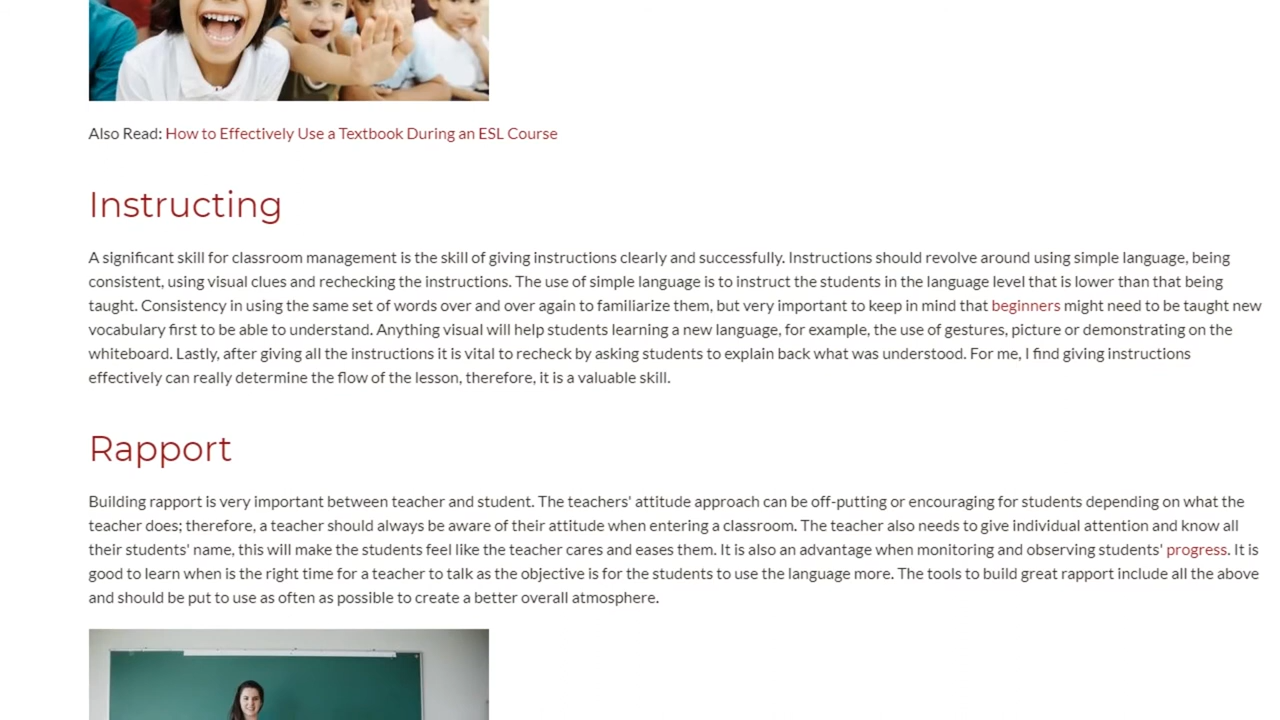 Also Read: How to Effectively Use a Textbook During an ESL Course
Instructing
A significant skill for classroom management is the skill of giving instructions clearly and successfully. Instructions should revolve around using simple language, being
consistent, using visual clues and rechecking the instructions. The use of simple language is to instruct the students in the language level that is lower than that being
taught. Consistency in using the same set of words over and over again to familiarize them, but very important to keep in mind that beginners might need to be taught new
vocabulary first to be able to understand. Anything visual will help students learning a new language, for example, the use of gestures, picture or demonstrating on the
whiteboard. Lastly, after giving all the instructions it is vital to recheck by asking students to explain back what was understood. For me, I find giving instructions
effectively can really determine the flow of the lesson, therefore, it is a valuable skill.
Rapport
Building rapport is very important between teacher and student. The teachers' attitude approach can be off-putting or encouraging for students depending on what the
teacher does; therefore, a teacher should always be aware of their attitude when entering a classroom. The teacher also needs to give individual attention and know all
their students' name, this will make the students feel like the teacher cares and eases them. It is also an advantage when monitoring and observing students' progress. It is
good to learn when is the right time for a teacher to talk as the objective is for the students to use the language more. The tools to build great rapport include all the above
and should be put to use as often as possible to create a better overall atmosphere.